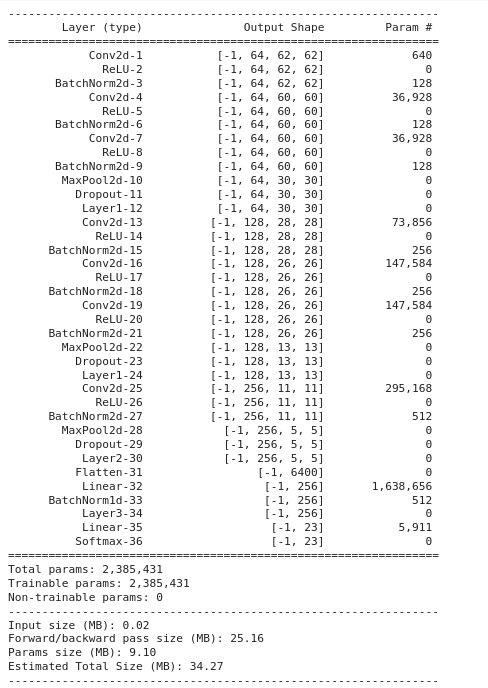 ----------------------------------------------------------------
        Layer (type)               Output Shape         Param #
================================================================
            Conv2d-1           [-1, 64, 62, 62]             640
              ReLU-2           [-1, 64, 62, 62]               0
       BatchNorm2d-3           [-1, 64, 62, 62]             128
            Conv2d-4           [-1, 64, 60, 60]          36,928
              ReLU-5           [-1, 64, 60, 60]               0
       BatchNorm2d-6           [-1, 64, 60, 60]             128
            Conv2d-7           [-1, 64, 60, 60]          36,928
              ReLU-8           [-1, 64, 60, 60]               0
       BatchNorm2d-9           [-1, 64, 60, 60]             128
        MaxPool2d-10           [-1, 64, 30, 30]               0
          Dropout-11           [-1, 64, 30, 30]               0
           Layer1-12           [-1, 64, 30, 30]               0
           Conv2d-13          [-1, 128, 28, 28]          73,856
             ReLU-14          [-1, 128, 28, 28]               0
      BatchNorm2d-15          [-1, 128, 28, 28]             256
           Conv2d-16          [-1, 128, 26, 26]         147,584
             ReLU-17          [-1, 128, 26, 26]               0
      BatchNorm2d-18          [-1, 128, 26, 26]             256
           Conv2d-19          [-1, 128, 26, 26]         147,584
             ReLU-20          [-1, 128, 26, 26]               0
      BatchNorm2d-21          [-1, 128, 26, 26]             256
        MaxPool2d-22          [-1, 128, 13, 13]               0
          Dropout-23          [-1, 128, 13, 13]               0
           Layer1-24          [-1, 128, 13, 13]               0
           Conv2d-25          [-1, 256, 11, 11]         295,168
             ReLU-26          [-1, 256, 11, 11]               0
      BatchNorm2d-27          [-1, 256, 11, 11]             512
        MaxPool2d-28            [-1, 256, 5, 5]               0
          Dropout-29            [-1, 256, 5, 5]               0
           Layer2-30            [-1, 256, 5, 5]               0
          Flatten-31                 [-1, 6400]               0
           Linear-32                  [-1, 256]       1,638,656
      BatchNorm1d-33                  [-1, 256]             512
           Layer3-34                  [-1, 256]               0
           Linear-35                   [-1, 23]           5,911
          Softmax-36                   [-1, 23]               0
================================================================
Total params: 2,385,431
Trainable params: 2,385,431
Non-trainable params: 0
----------------------------------------------------------------
Input size (MB): 0.02
Forward/backward pass size (MB): 25.16
Params size (MB): 9.10
Estimated Total Size (MB): 34.27
----------------------------------------------------------------